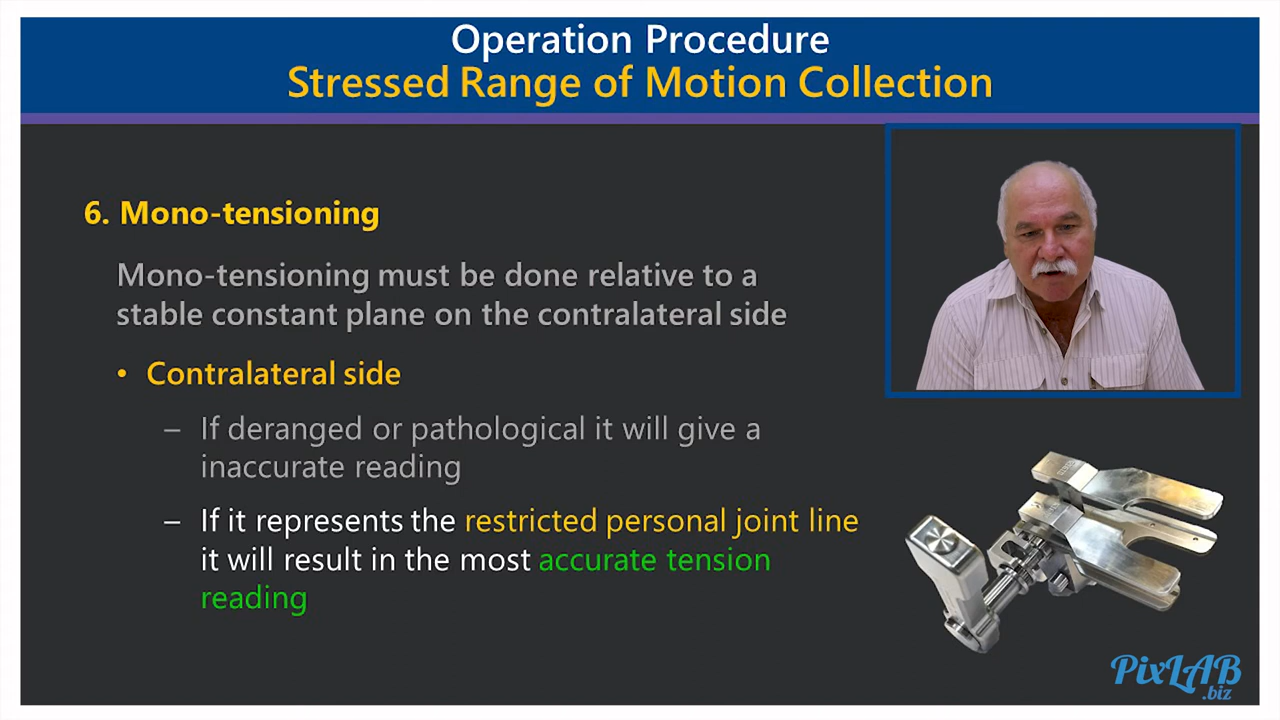 Operation Procedure
Stressed Range of Motion Collection
6. Mono-tensioning
Mono-tensioning must be done relative to a
stable constant plane on the contralateral side
• Contralateral side
– If deranged or pathological it will give a
inaccurate reading
– If it represents the restricted personal joint line
it will result in the most accurate tension
reading
PixLAB
.biz